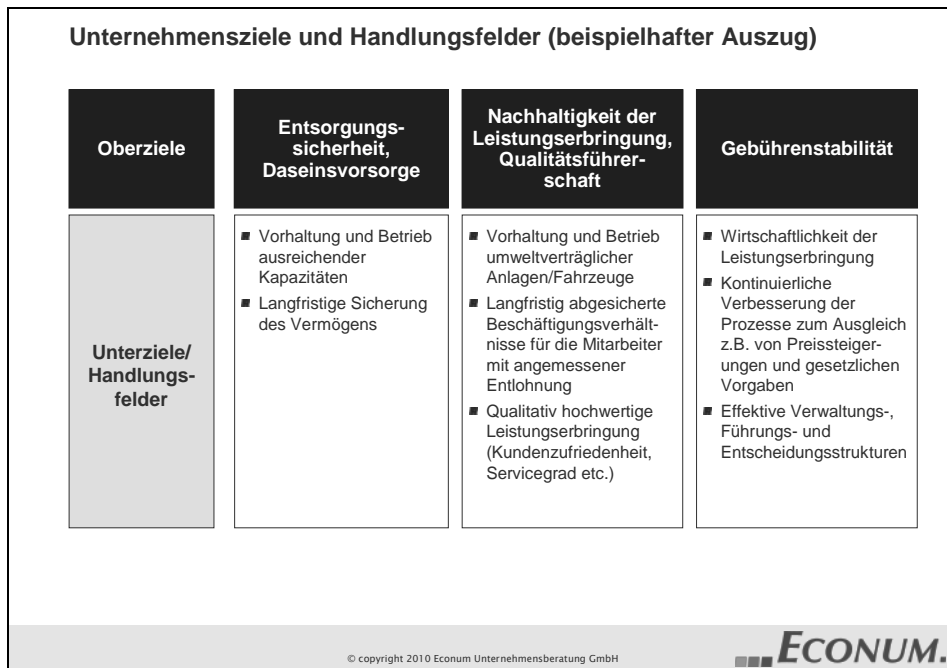 Unternehmensziele und Handlungsfelder (beispielhafter Auszug)
Oberziele
Entsorgungs-
sicherheit,
Daseinsvorsorge
Nachhaltigkeit der
Leistungserbringung,
Qualitätsführer-
schaft
Gebührenstabilität
Unterziele/
Handlungs-
felder
Vorhaltung und Betrieb
ausreichender
Kapazitäten
Langfristige Sicherung
des Vermögens
Vorhaltung und Betrieb
umweltverträglicher
Anlagen/Fahrzeuge
Langfristig abgesicherte
Beschäftigungsverhält-
nisse für die Mitarbeiter
mit angemessener
Entlohnung
Qualitativ hochwertige
Leistungserbringung
(Kundenzufriedenheit,
Servicegrad etc.)
Wirtschaftlichkeit der
Leistungserbringung
Kontinuierliche
Verbesserung der
Prozesse zum Ausgleich
z.B. von Preissteiger-
ungen und gesetzlichen
Vorgaben
Effektive Verwaltungs-,
Führungs- und
Entscheidungsstrukturen
© copyright 2010 Econum Unternehmensberatung GmbH
ECONUM.